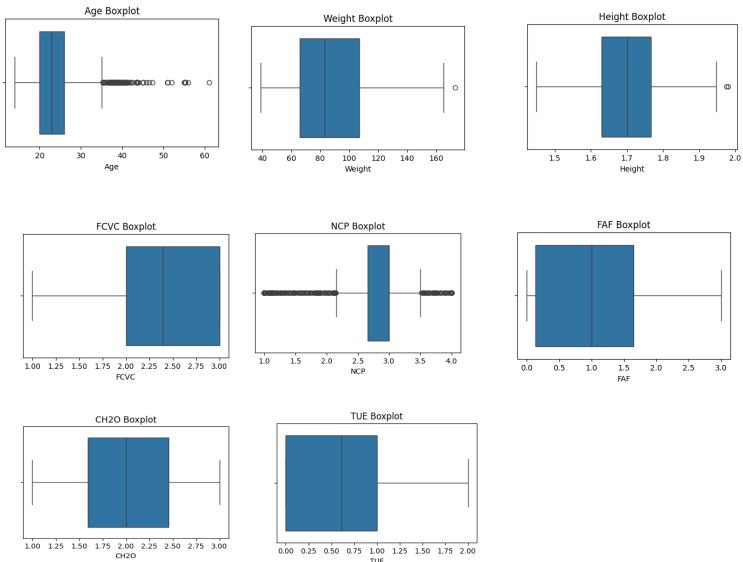 Age Boxplot
20 30 40 50 60
Age
Weight Boxplot
40 60 80 100 120 140 160
Weight
Height Boxplot
1.5 1.6 1.7 1.8 1.9 2.0
Height
FCVC Boxplot
1.00 1.25 1.50 1.75 2.00 2.25 2.50 2.75 3.00
FCVC
NCP Boxplot
1.0 1.5 2.0 2.5 3.0 3.5 4.0
NCP
FAF Boxplot
0.0 0.5 1.0 1.5 2.0 2.5 3.0
FAF
CH2O Boxplot
1.00 1.25 1.50 1.75 2.00 2.25 2.50 2.75 3.00
CH2O
TUE Boxplot
0.00 0.25 0.50 0.75 1.00 1.25 1.50 1.75 2.00
TUE